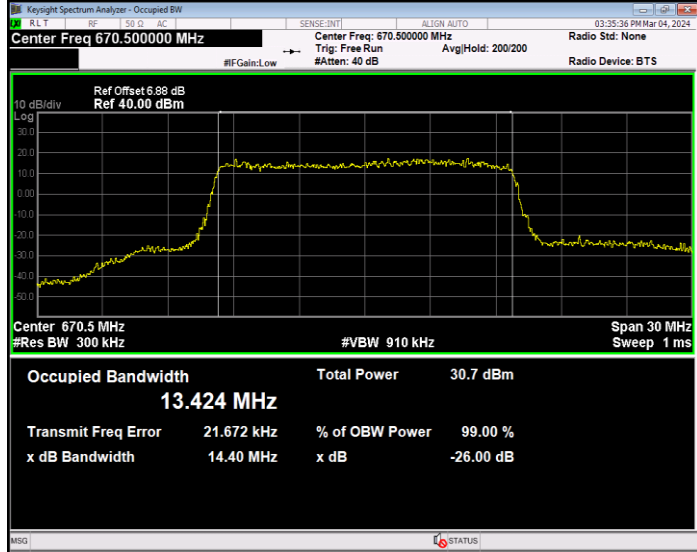 Keysight Spectrum Analyzer - Occupied BW
LXI RLT RF 50 Ω AC SENSE:INT ALIGN AUTO 03:35:36 PM Mar 04, 2024
Center Freq 670.500000 MHz
Center Freq: 670.500000 MHz
Radio Std: None
Trig: Free Run Avg|Hold: 200/200
#IFGain:Low #Atten: 40 dB Radio Device: BTS
Ref Offset 6.88 dB
10 dB/div Ref 40.00 dBm
Log
30.0
20.0
10.0
0.00
-10.0
-20.0
-30.0
-40.0
-50.0
Center 670.5 MHz Span 30 MHz
#Res BW 300 kHz #VBW 910 kHz Sweep 1 ms
Occupied Bandwidth Total Power 30.7 dBm
13.424 MHz
Transmit Freq Error 21.672 kHz % of OBW Power 99.00 %
x dB Bandwidth 14.40 MHz x dB -26.00 dB
MSG STATUS